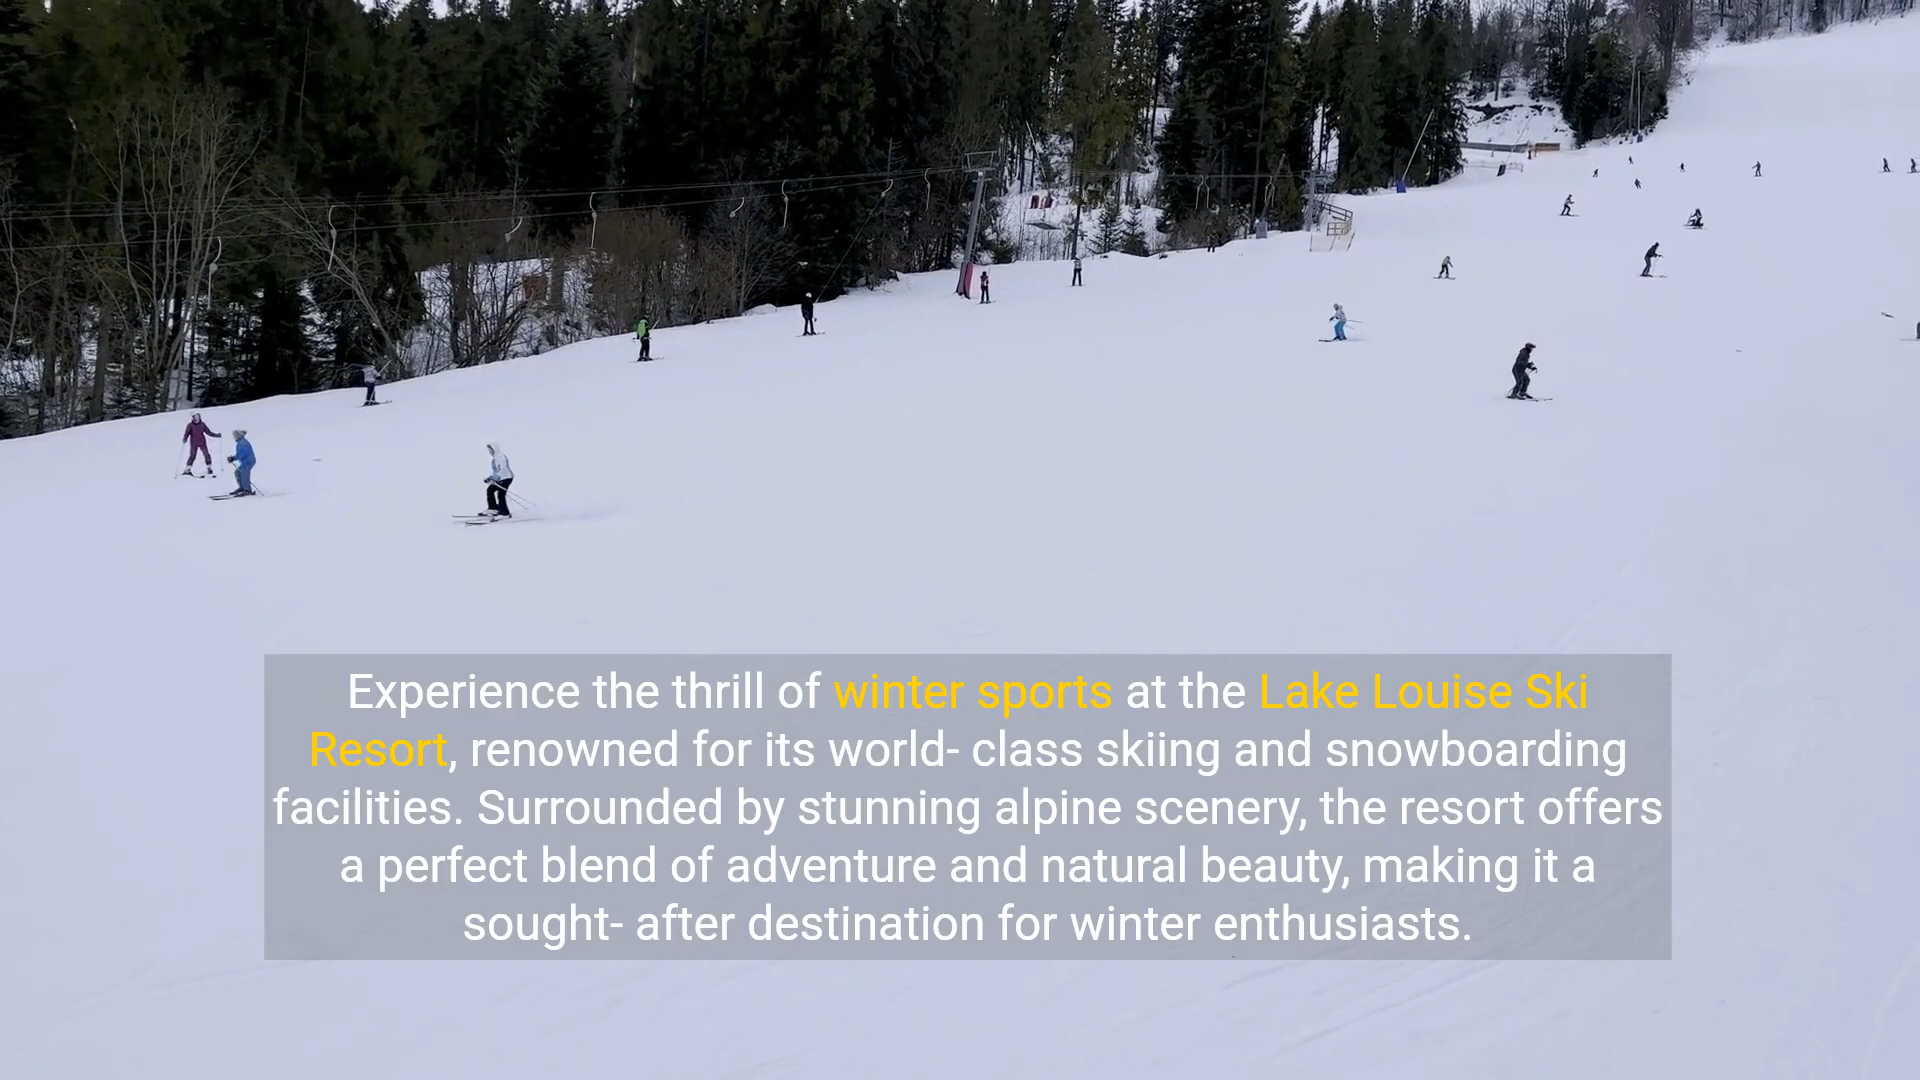 Experience the thrill of winter sports at the Lake Louise Ski
Resort, renowned for its world- class skiing and snowboarding
facilities. Surrounded by stunning alpine scenery, the resort offers
a perfect blend of adventure and natural beauty, making it a
sought- after destination for winter enthusiasts.